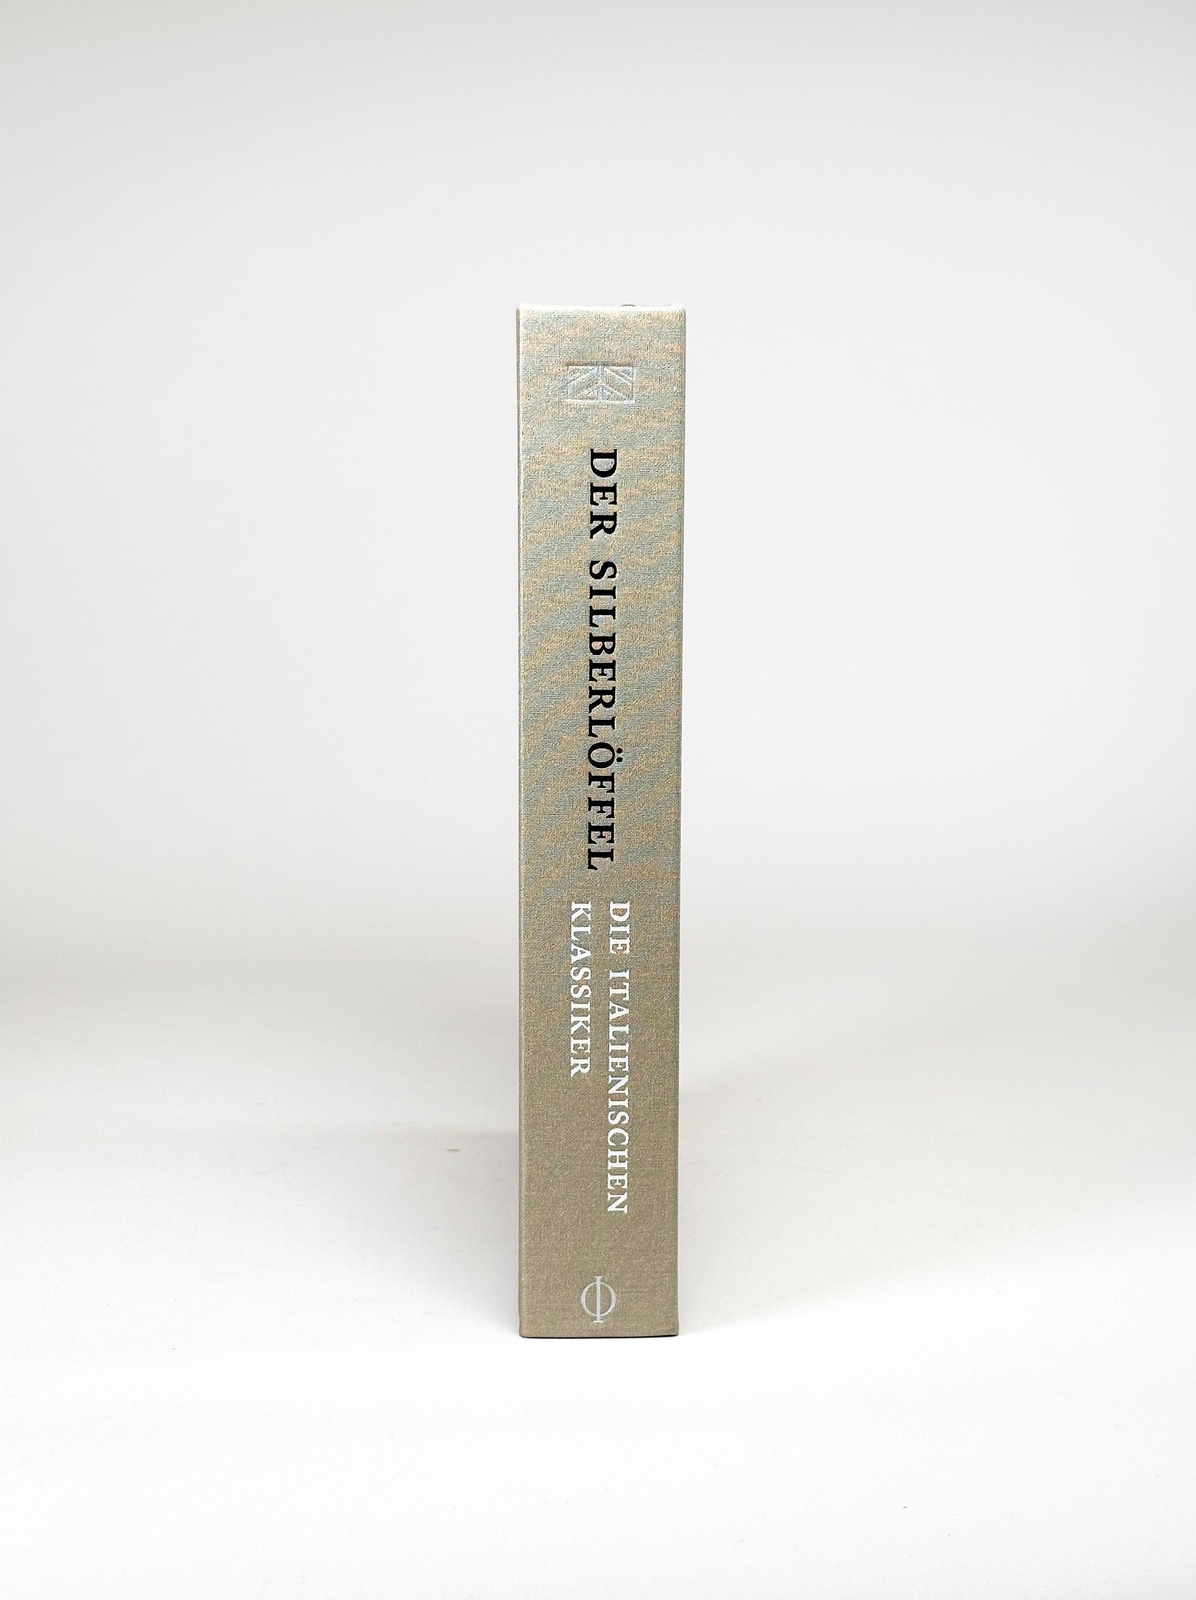 DER SILBERLÖFFEL
DIE ITALIENISCHEN
KLASSIKER